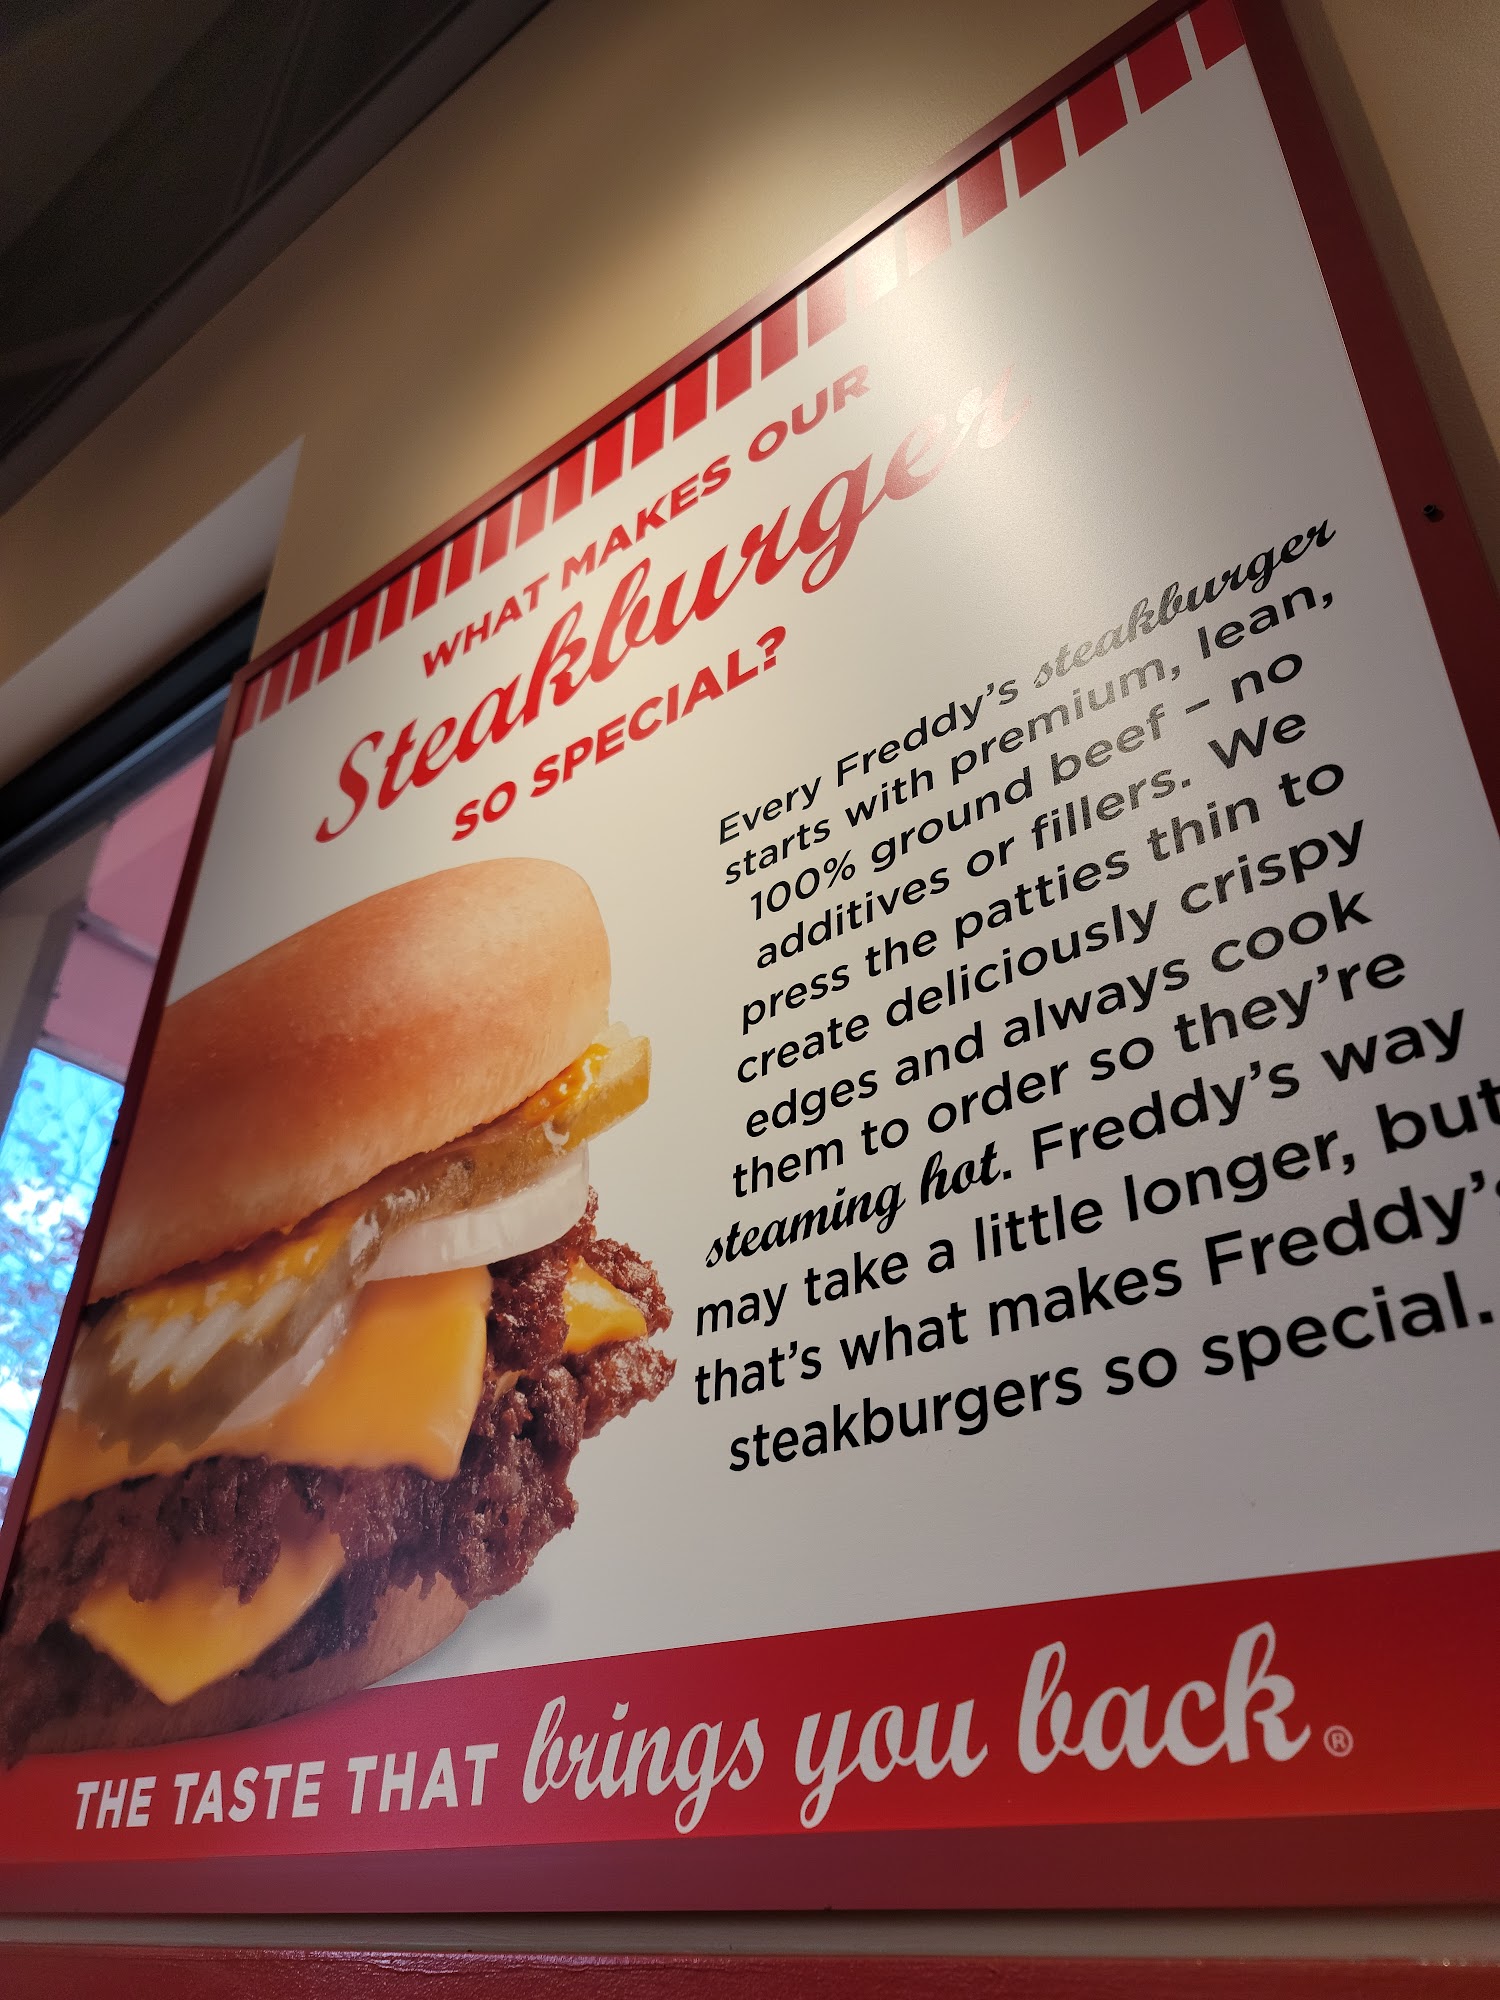 WHAT MAKES OUR
Steakburger
SO SPECIAL?
Every Freddy's steakburger
starts with premium, lean,
100% ground beef – no
additives or fillers. We
press the patties thin to
create deliciously crispy
edges and always cook
them to order so they're
steaming hot. Freddy's way
may take a little longer, but
that's what makes Freddy's
steakburgers so special.
THE TASTE THAT brings you back®